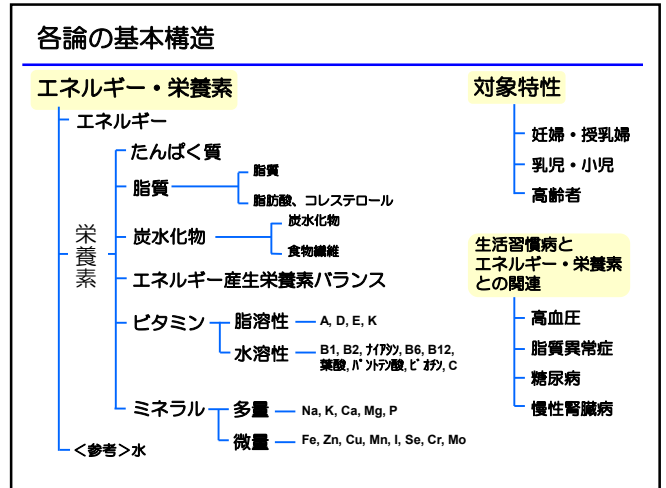 各論の基本構造
エネルギー・栄養素
エネルギー
栄養素
たんぱく質
脂質
脂質
脂肪酸、コレステロール
炭水化物
炭水化物
食物繊維
エネルギー産生栄養素バランス
ビタミン
脂溶性
A, D, E, K
水溶性
B1, B2, ﾅｲｱｼﾝ, B6, B12,
葉酸, ﾊﾟﾝﾄﾃﾝ酸, ﾋﾞｵﾁﾝ, C
ミネラル
多量
Na, K, Ca, Mg, P
微量
Fe, Zn, Cu, Mn, I, Se, Cr, Mo
＜参考＞水
対象特性
妊婦・授乳婦
乳児・小児
高齢者
生活習慣病と
エネルギー・栄養素
との関連
高血圧
脂質異常症
糖尿病
慢性腎臓病